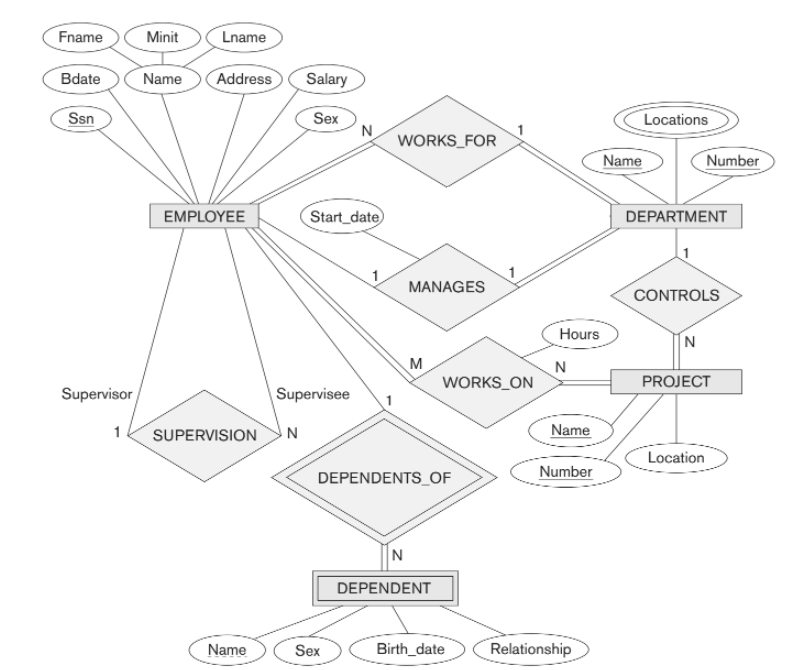 Fname
Minit
Lname
Bdate
Name
Address
Salary
Ssn
Sex
N
WORKS_FOR
1
Locations
Name
Number
EMPLOYEE
Start_date
DEPARTMENT
1
MANAGES
1
1
CONTROLS
N
Hours
M
WORKS_ON
N
PROJECT
Supervisor
Supervisee
1
SUPERVISION
N
1
Name
Number
Location
DEPENDENTS_OF
N
DEPENDENT
Name
Sex
Birth_date
Relationship